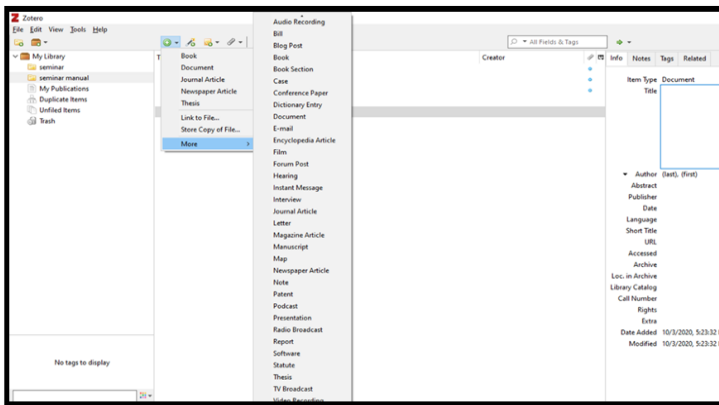 Zotero
File Edit View Tools Help
All Fields & Tags
My Library
seminar
seminar manual
My Publications
Duplicate Items
Unfiled Items
Trash
No tags to display
T
Creator
Book
Document
Journal Article
Newspaper Article
Thesis
Link to File...
Store Copy of File...
More
Audio Recording
Bill
Blog Post
Book
Book Section
Case
Conference Paper
Dictionary Entry
Document
E-mail
Encyclopedia Article
Film
Forum Post
Hearing
Instant Message
Interview
Journal Article
Letter
Magazine Article
Manuscript
Map
Newspaper Article
Note
Patent
Podcast
Presentation
Radio Broadcast
Report
Software
Statute
Thesis
TV Broadcast
Video Recording
Info Notes Tags Related
Item Type Document
Title
Author (last), (first)
Abstract
Publisher
Date
Language
Short Title
URL
Accessed
Archive
Loc. in Archive
Library Catalog
Call Number
Rights
Extra
Date Added 10/3/2020, 5:23:32
Modified 10/3/2020, 5:23:32